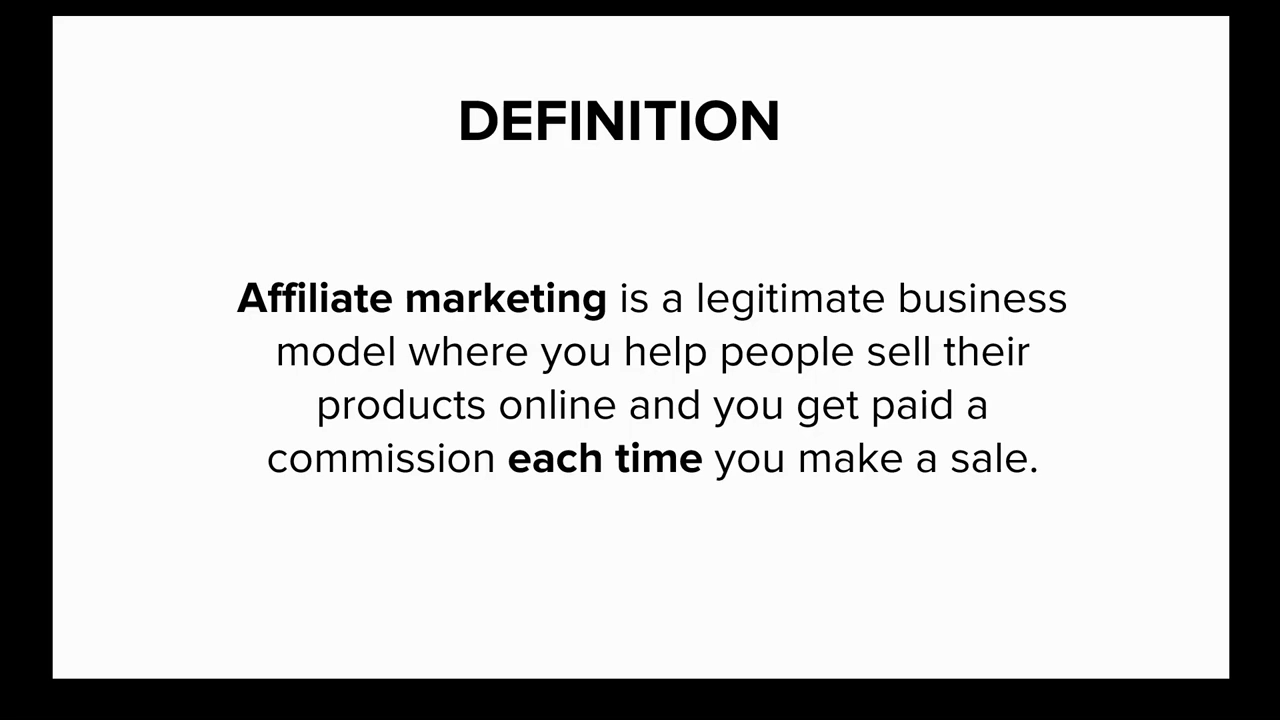 DEFINITION
Affiliate marketing is a legitimate business
model where you help people sell their
products online and you get paid a
commission each time you make a sale.